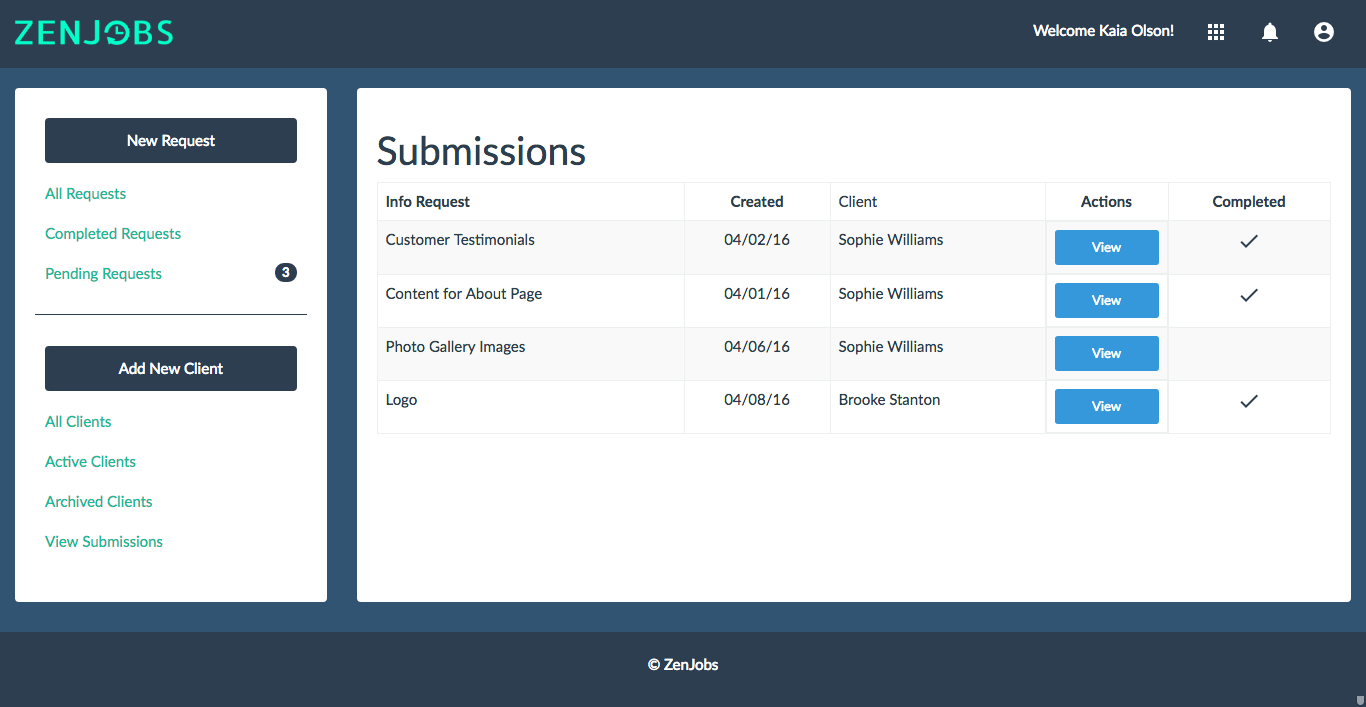 ZENJOBS
Welcome Kaia Olson!
New Request
All Requests
Completed Requests
Pending Requests 3
Add New Client
All Clients
Active Clients
Archived Clients
View Submissions
Submissions
Info Request Created Client Actions Completed
Customer Testimonials 04/02/16 Sophie Williams View
Content for About Page 04/01/16 Sophie Williams View
Photo Gallery Images 04/06/16 Sophie Williams View
Logo 04/08/16 Brooke Stanton View
© ZenJobs